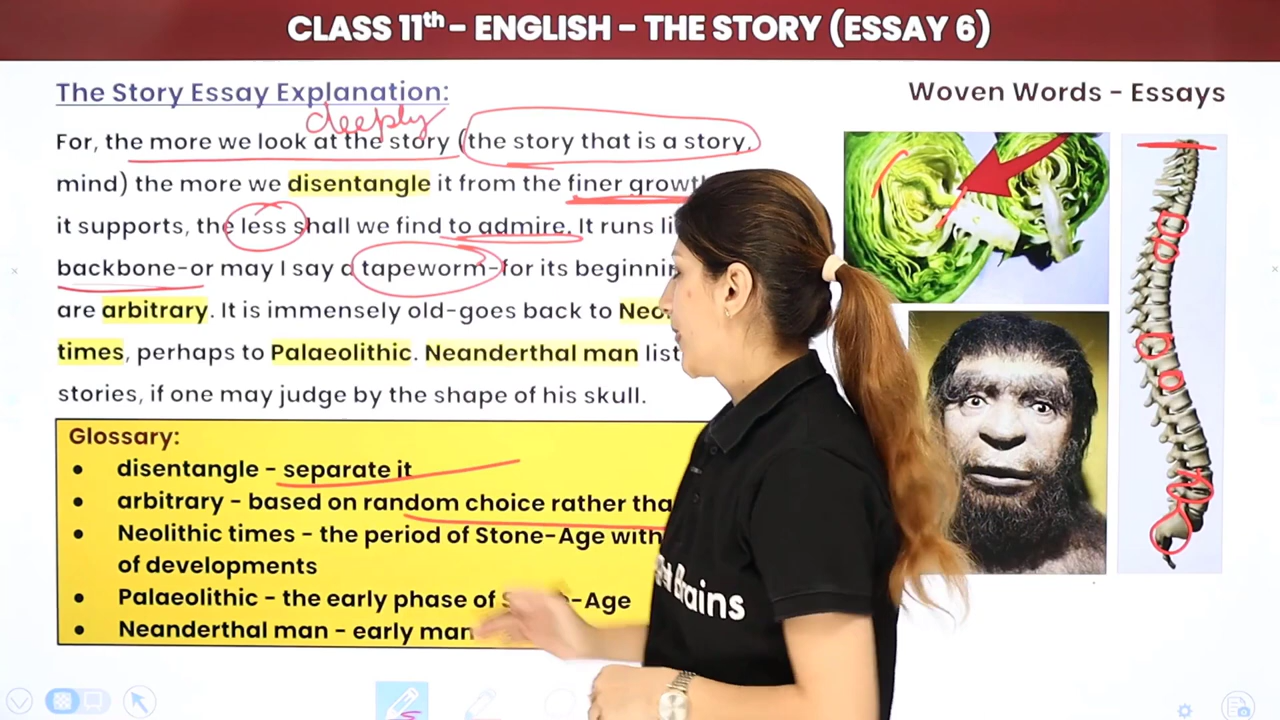 CLASS 11th - ENGLISH - THE STORY (ESSAY 6)
The Story Essay Explanation:
Woven Words - Essays
deeply
For, the more we look at the story (the story that is a story,
mind) the more we disentangle it from the finer growt
it supports, the less shall we find to admire. It runs li
backbone-or may I say a tapeworm-for its beginnin
are arbitrary. It is immensely old-goes back to Neo
times, perhaps to Palaeolithic. Neanderthal man list
stories, if one may judge by the shape of his skull.
Glossary:
• disentangle - separate it
• arbitrary - based on random choice rather tha
• Neolithic times - the period of Stone-Age with
of developments
• Palaeolithic - the early phase of S -Age
• Neanderthal man - early man
Brains